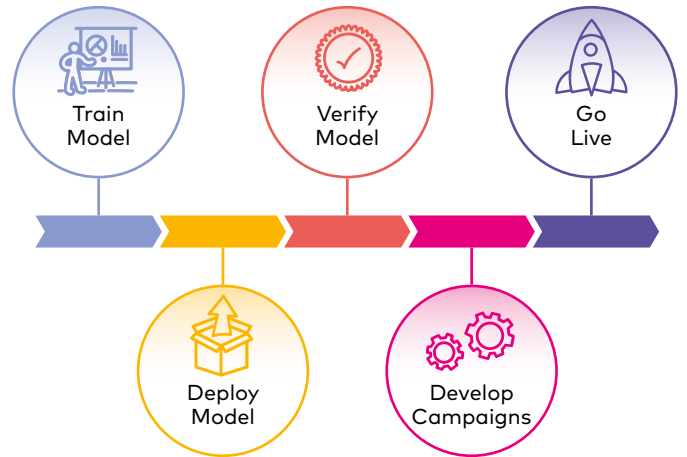 Train
Model
Deploy
Model
Verify
Model
Develop
Campaigns
Go
Live